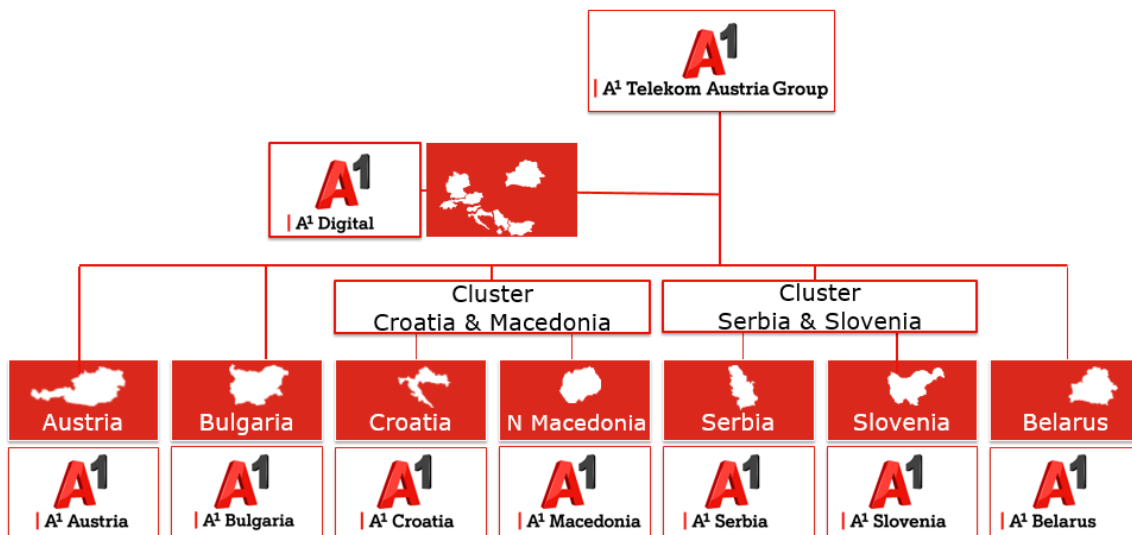 A1
A¹ Telekom Austria Group
A1
A¹ Digital
Cluster
Croatia & Macedonia
Cluster
Serbia & Slovenia
Austria
Bulgaria
Croatia
N Macedonia
Serbia
Slovenia
Belarus
A1
A¹ Austria
A1
A¹ Bulgaria
A1
A¹ Croatia
A1
A¹ Macedonia
A1
A¹ Serbia
A1
A¹ Slovenia
A1
A¹ Belarus